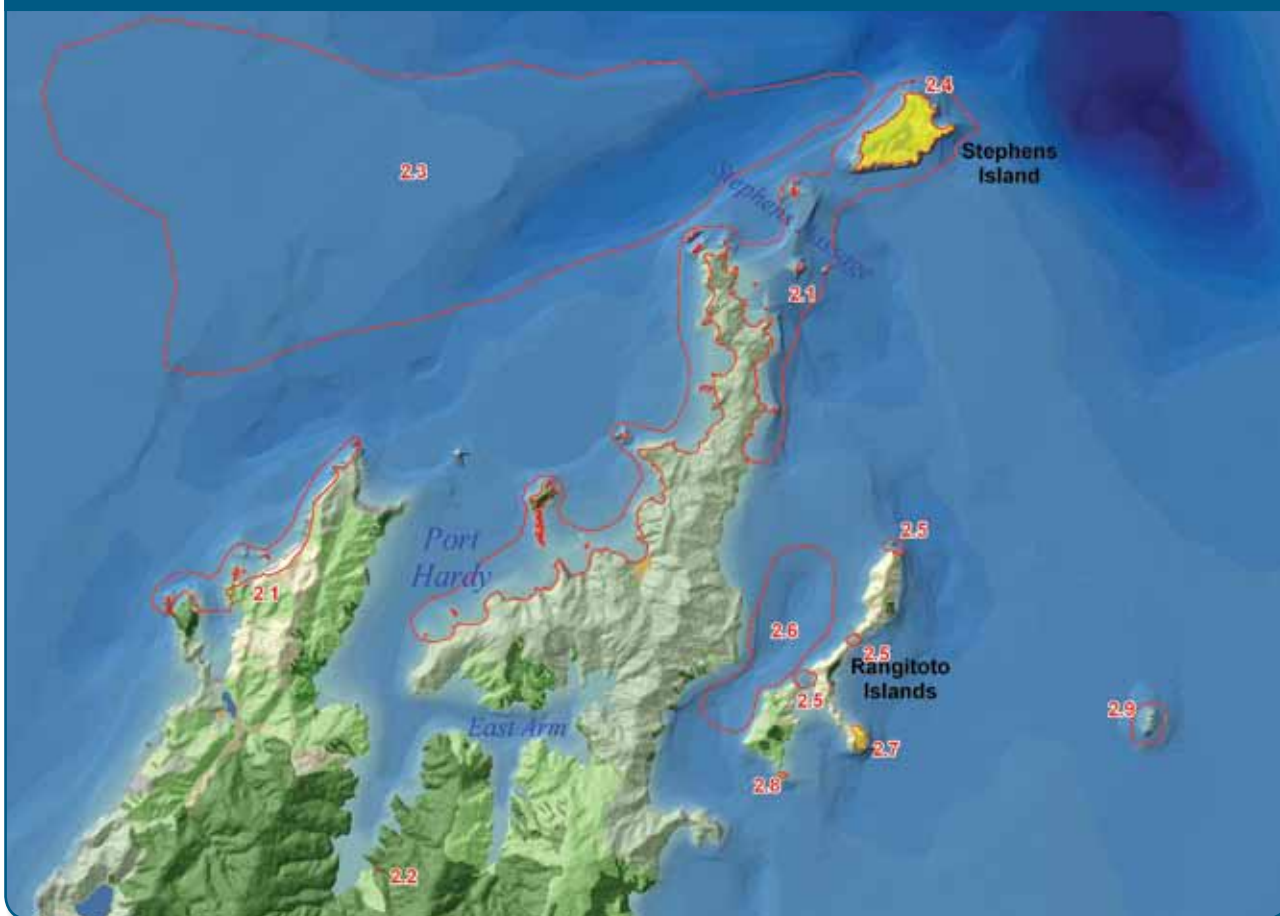 2.4
Stephens
Island
2.3
Stephens Passage
2.1
Port
Hardy
2.1
2.5
2.6
2.5
Rangitoto
Islands
2.5
2.9
East Arm
2.7
2.8
2.2